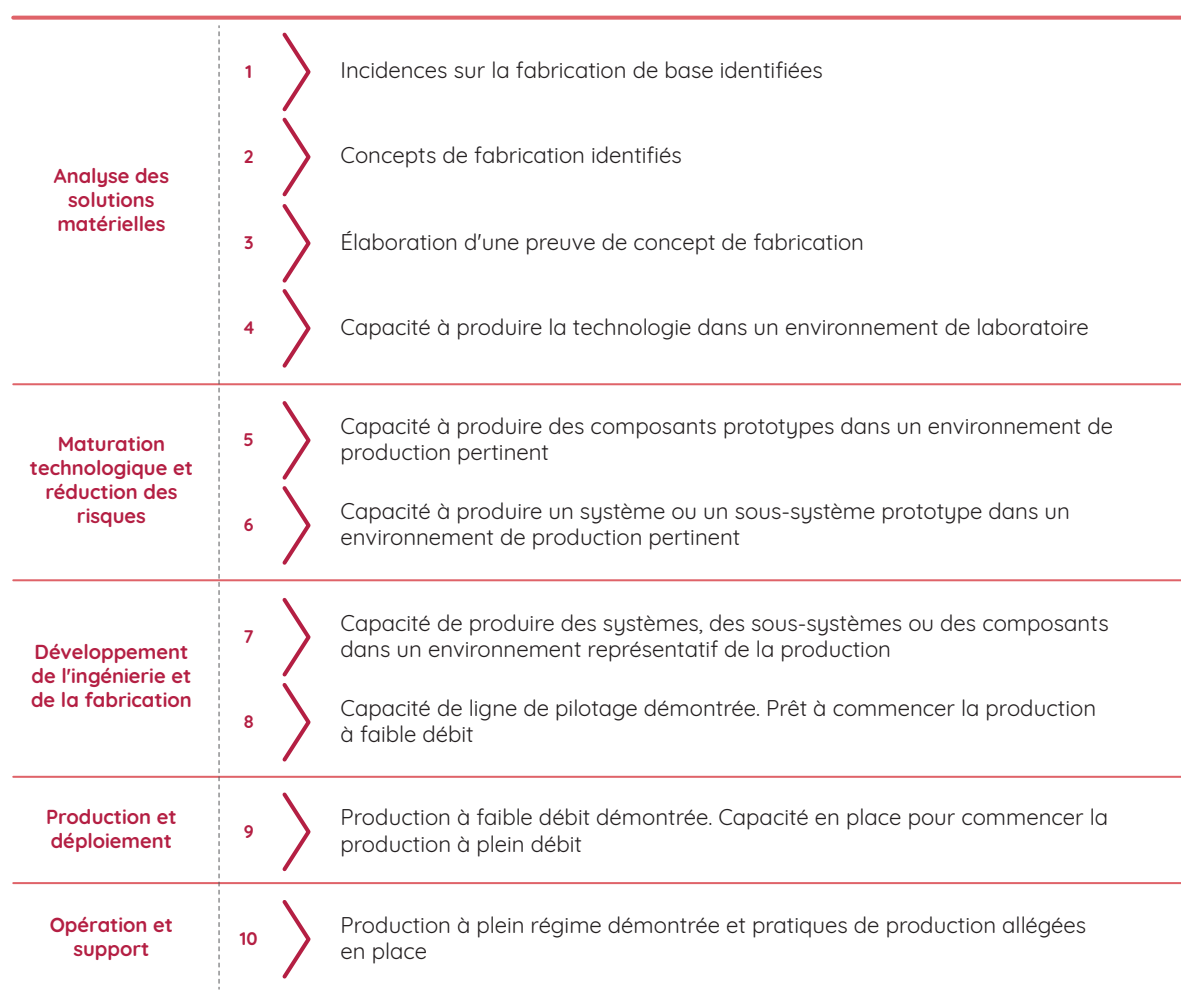 Analyse des
solutions
matérielles
1
Incidences sur la fabrication de base identifiées
2
Concepts de fabrication identifiés
3
Élaboration d'une preuve de concept de fabrication
4
Capacité à produire la technologie dans un environnement de laboratoire
Maturation
technologique et
réduction des
risques
5
Capacité à produire des composants prototypes dans un environnement de
production pertinent
6
Capacité à produire un système ou un sous-système prototype dans un
environnement de production pertinent
Développement
de l'ingénierie et
de la fabrication
7
Capacité de produire des systèmes, des sous-systèmes ou des composants
dans un environnement représentatif de la production
8
Capacité de ligne de pilotage démontrée. Prêt à commencer la production
à faible débit
Production et
déploiement
9
Production à faible débit démontrée. Capacité en place pour commencer la
production à plein débit
Opération et
support
10
Production à plein régime démontrée et pratiques de production allégées
en place